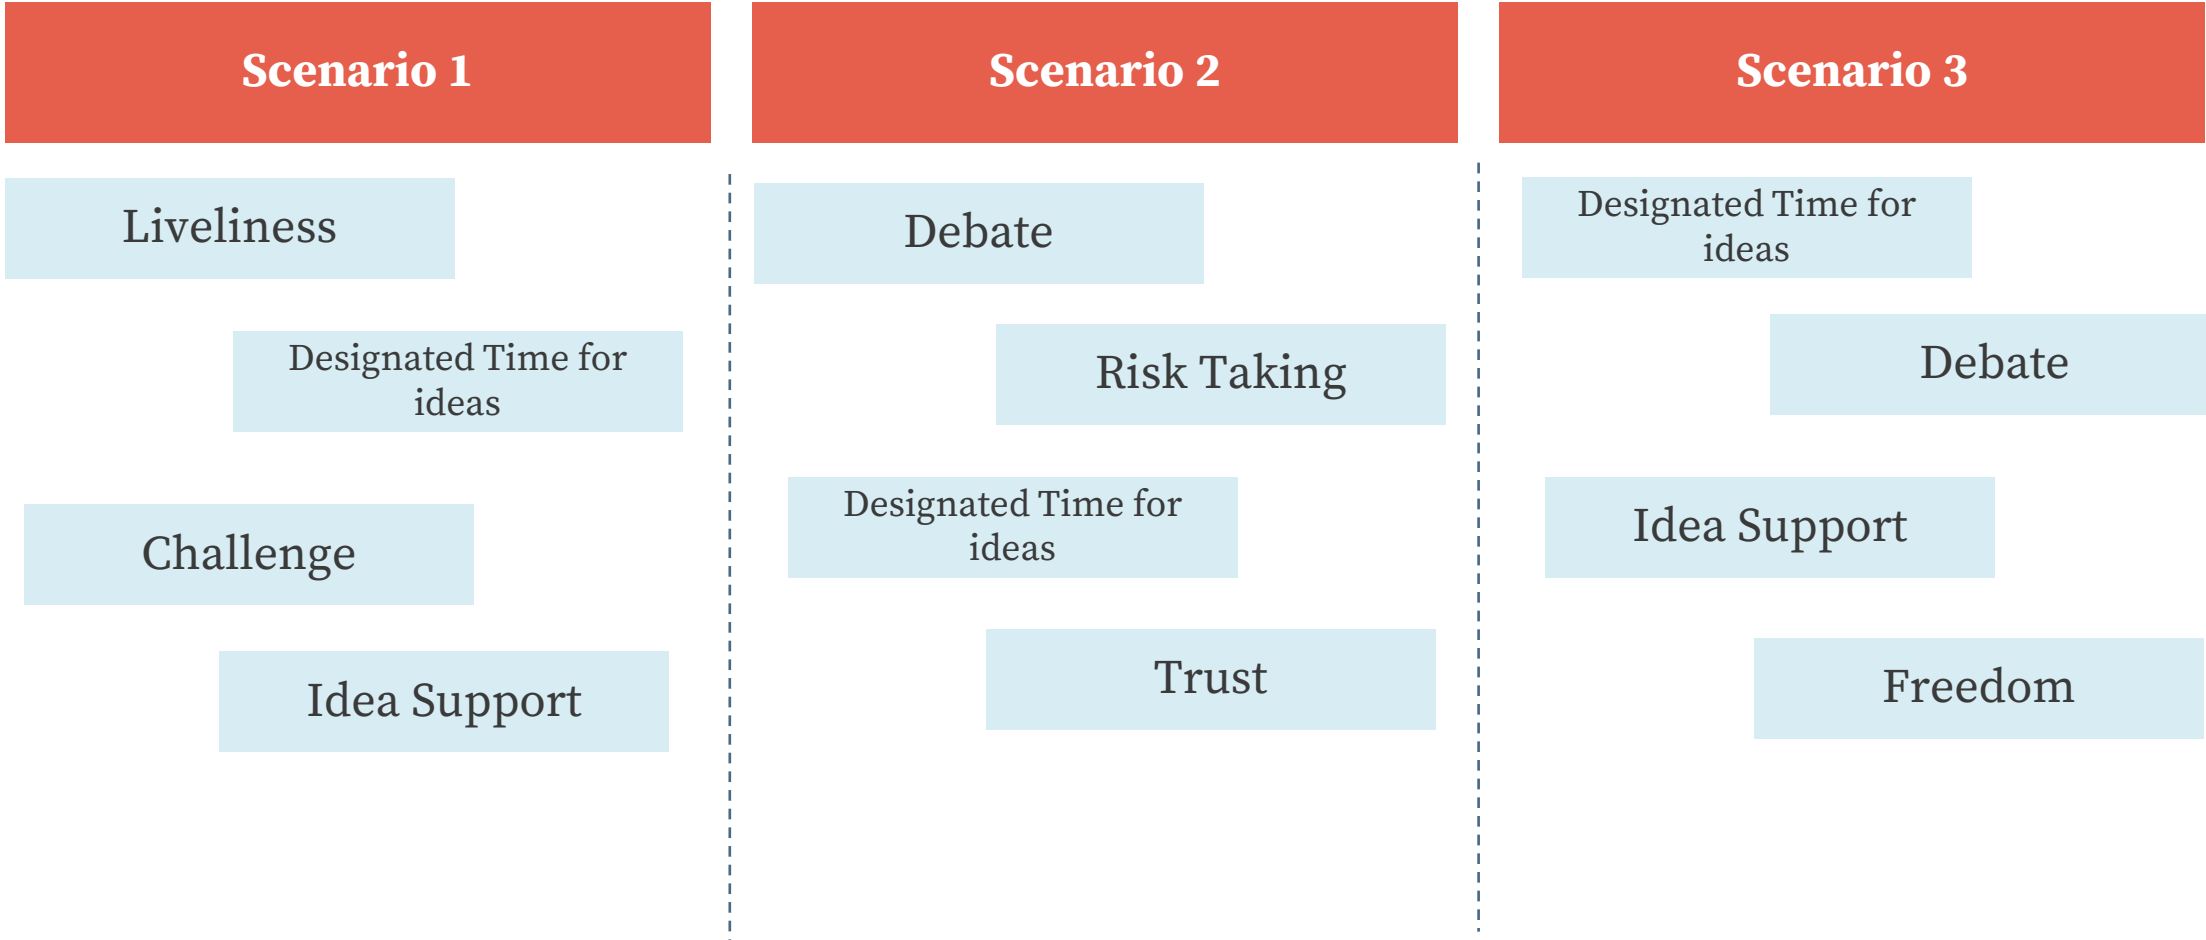 Scenario 1
Liveliness
Designated Time for
ideas
Challenge
Idea Support
Scenario 2
Debate
Risk Taking
Designated Time for
ideas
Trust
Scenario 3
Designated Time for
ideas
Debate
Idea Support
Freedom